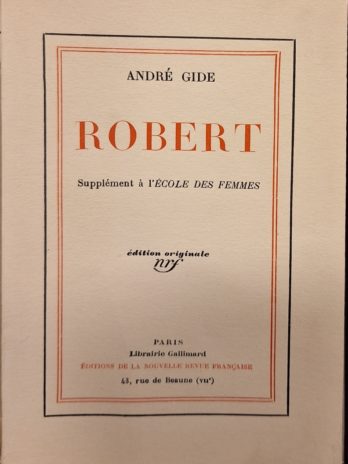 ANDRÉ GIDE
ROBERT
Supplément à l'ÉCOLE DES FEMMES
édition originale
nrf
PARIS
Librairie Gallimard
ÉDITIONS DE LA NOUVELLE REVUE FRANÇAISE
43, rue de Beaune (VIIᵉ)